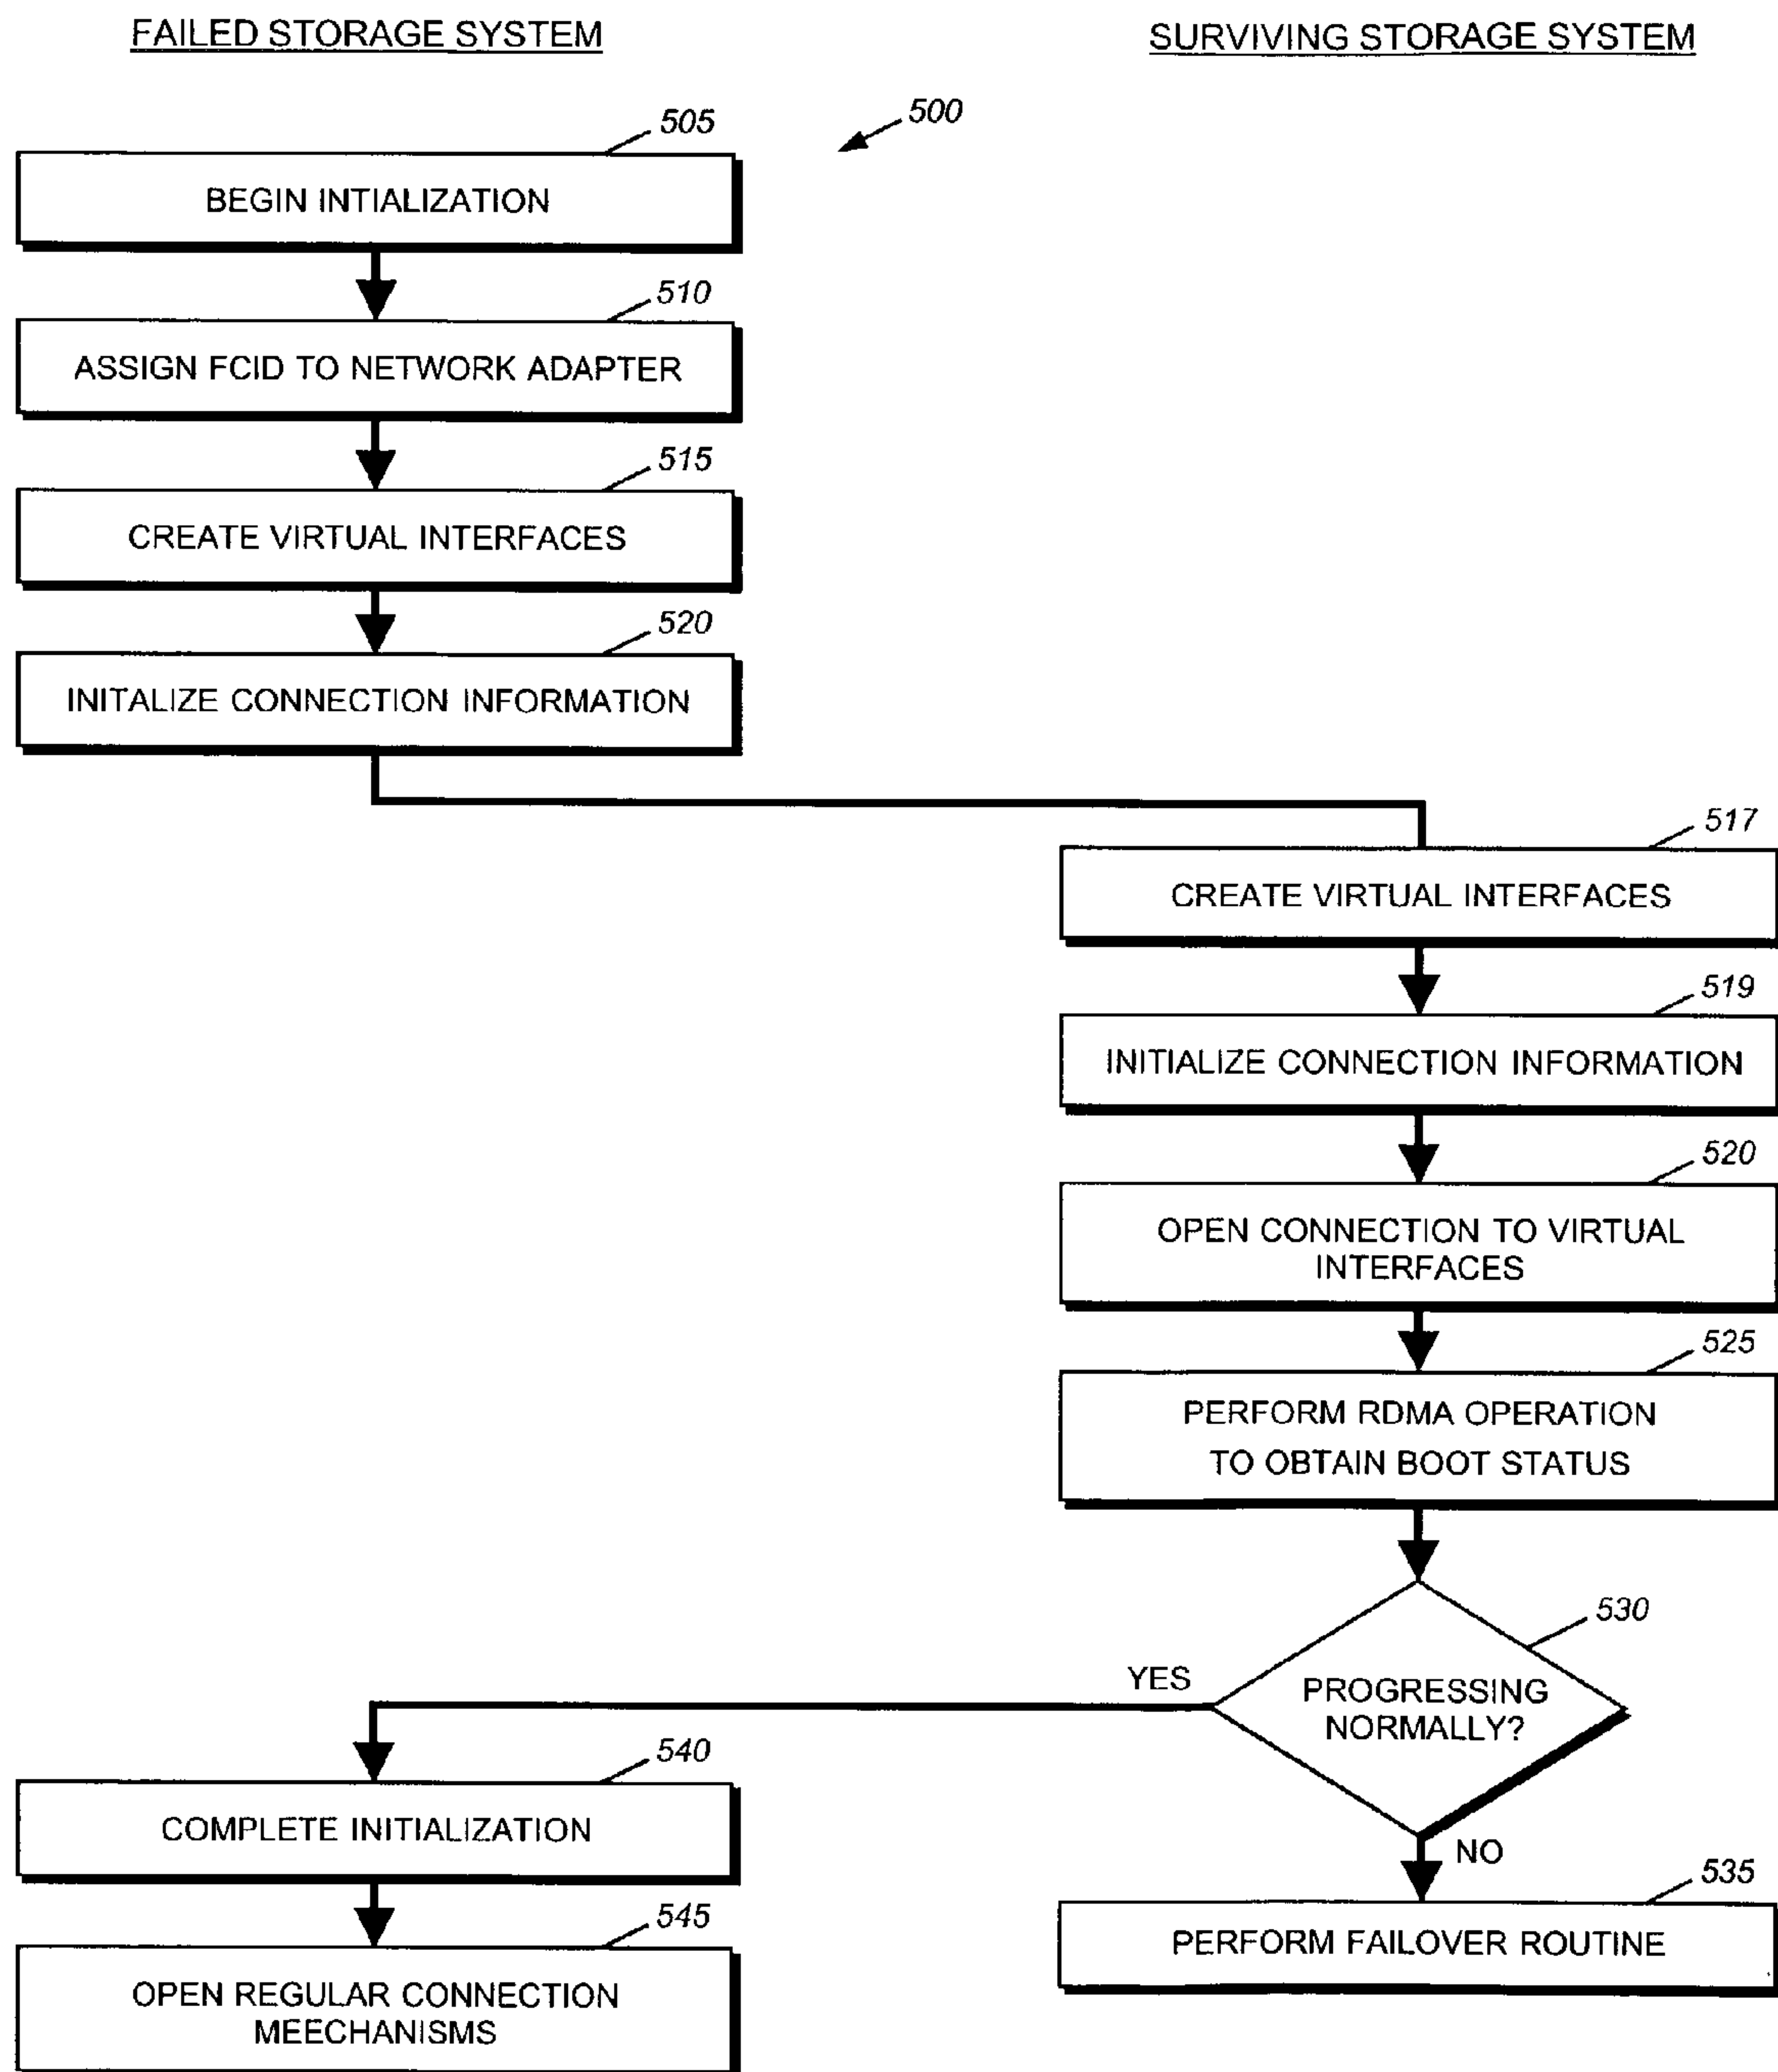 FAILED STORAGE SYSTEM
SURVIVING STORAGE SYSTEM
500
505
BEGIN INTIALIZATION
510
ASSIGN FCID TO NETWORK ADAPTER
515
CREATE VIRTUAL INTERFACES
520
INITALIZE CONNECTION INFORMATION
517
CREATE VIRTUAL INTERFACES
519
INITIALIZE CONNECTION INFORMATION
520
OPEN CONNECTION TO VIRTUAL
INTERFACES
525
PERFORM RDMA OPERATION
TO OBTAIN BOOT STATUS
530
PROGRESSING
NORMALLY?
YES
NO
535
PERFORM FAILOVER ROUTINE
540
COMPLETE INITIALIZATION
545
OPEN REGULAR CONNECTION
MEECHANISMS